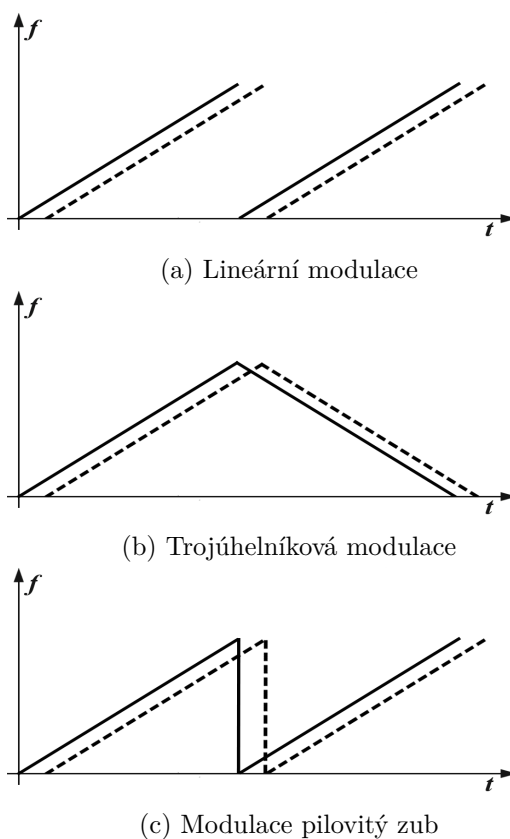 f
t
(a) Lineární modulace
f
t
(b) Trojúhelníková modulace
f
t
(c) Modulace pilovitý zub